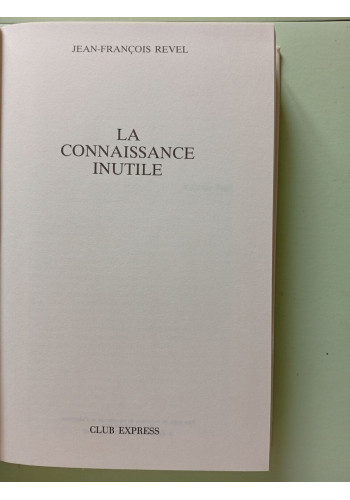 JEAN-FRANÇOIS REVEL
LA
CONNAISSANCE
INUTILE
CLUB EXPRESS